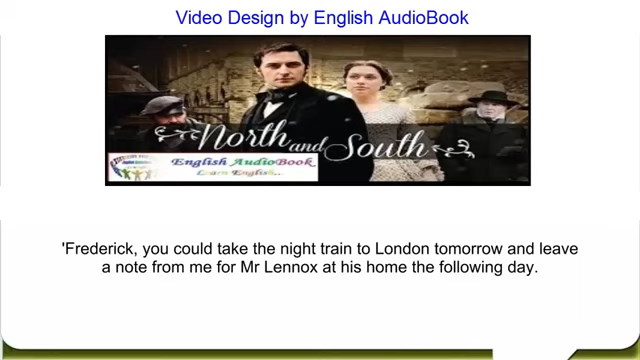 Video Design by English AudioBook
North and South
English AudioBook
Learn English...
'Frederick, you could take the night train to London tomorrow and leave
a note from me for Mr Lennox at his home the following day.